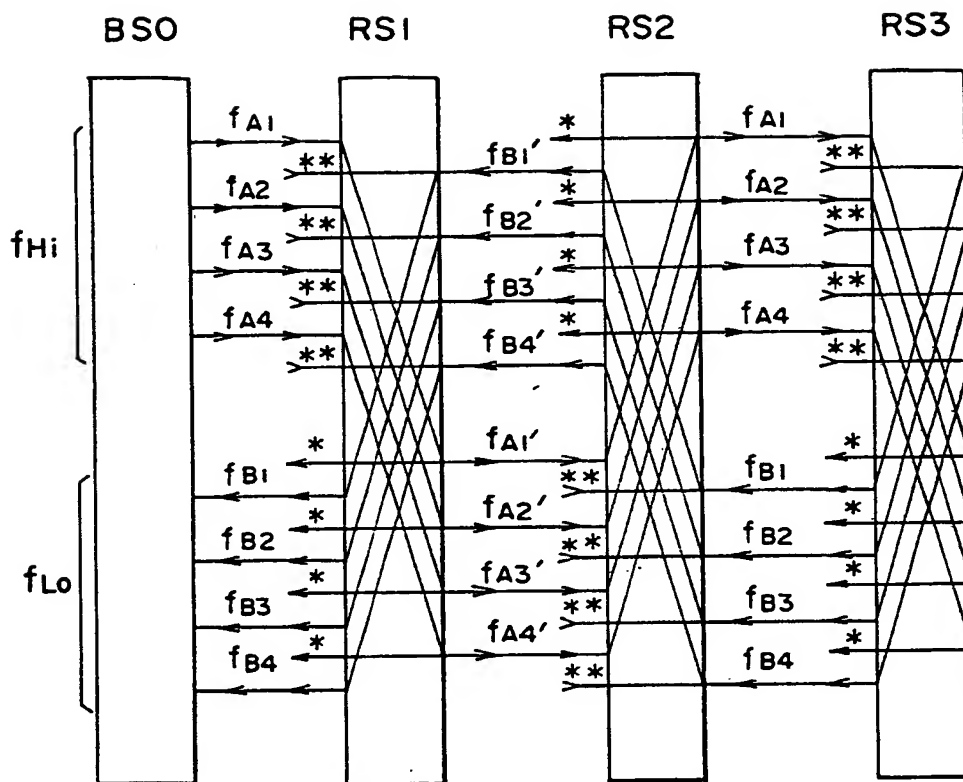 BS0 RS1 RS2 RS3
fA1 * fA1
** fB1' **
fA2 * fA2
** fB2' **
fHi fA3 * fA3
** fB3' **
fA4 * fA4
** fB4' **
* fA1' *
fB1 ** fB1
* fA2' *
fB2 ** fB2
fLo * fA3' *
fB3 ** fB3
* fA4' *
fB4 ** fB4